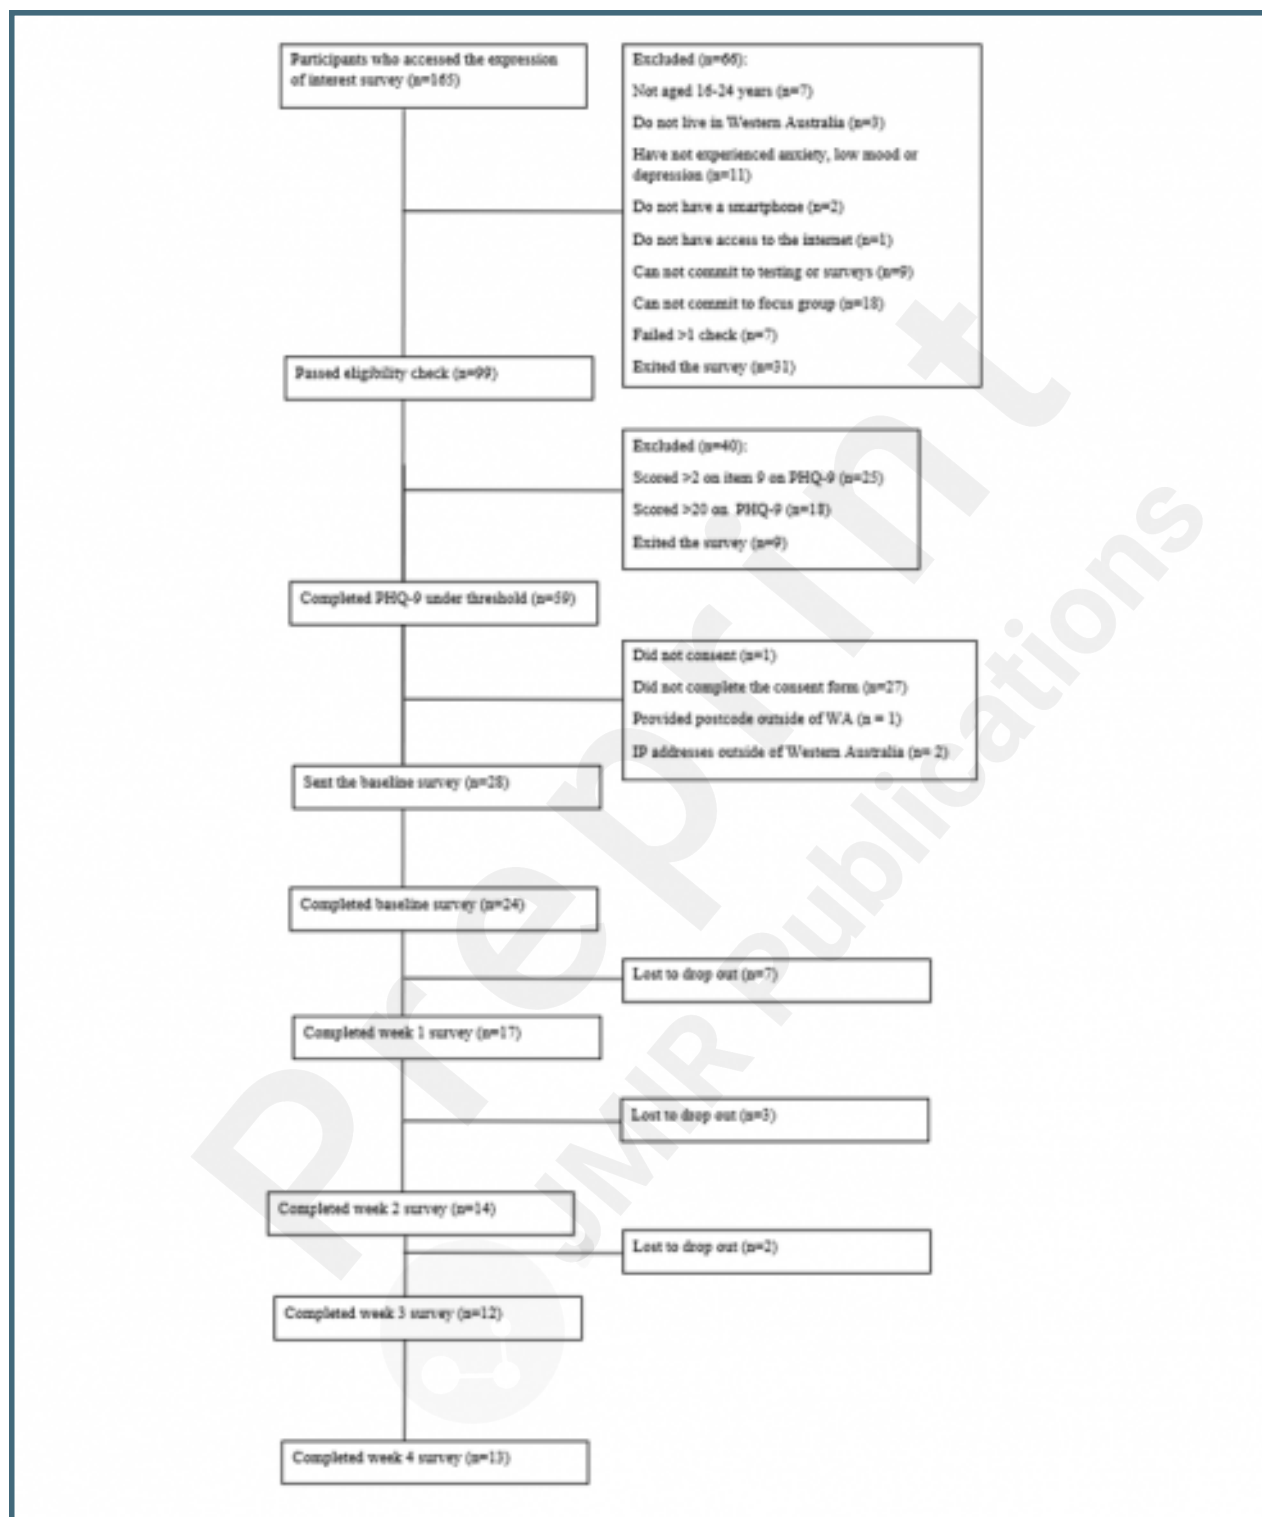 Participants who accessed the expression
of interest survey (n=165)
Excluded (n=66):
Not aged 16-24 years (n=7)
Do not live in Western Australia (n=3)
Have not experienced anxiety, low mood or
depression (n=11)
Do not have a smartphone (n=2)
Do not have access to the internet (n=1)
Can not commit to testing or surveys (n=9)
Can not commit to focus group (n=18)
Failed >1 check (n=7)
Exited the survey (n=31)
Passed eligibility check (n=99)
Excluded (n=40):
Scored >2 on item 9 on PHQ-9 (n=25)
Scored >20 on PHQ-9 (n=18)
Exited the survey (n=9)
Completed PHQ-9 under threshold (n=59)
Did not consent (n=1)
Did not complete the consent form (n=27)
Provided postcode outside of WA (n = 1)
IP addresses outside of Western Australia (n= 2)
Sent the baseline survey (n=28)
Completed baseline survey (n=24)
Lost to drop out (n=7)
Completed week 1 survey (n=17)
Lost to drop out (n=3)
Completed week 2 survey (n=14)
Lost to drop out (n=2)
Completed week 3 survey (n=12)
Completed week 4 survey (n=13)
Preprint
JMIR Publications